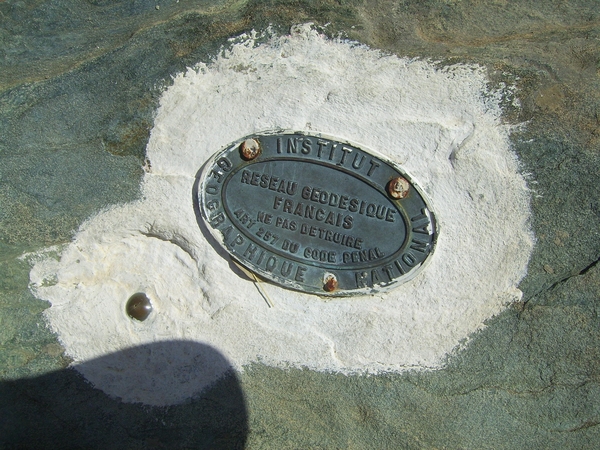 INSTITUT
GEOGRAPHIQUE NATIONAL
RESEAU GEODESIQUE
FRANCAIS
NE PAS DETRUIRE
ART 257 DU CODE PENAL